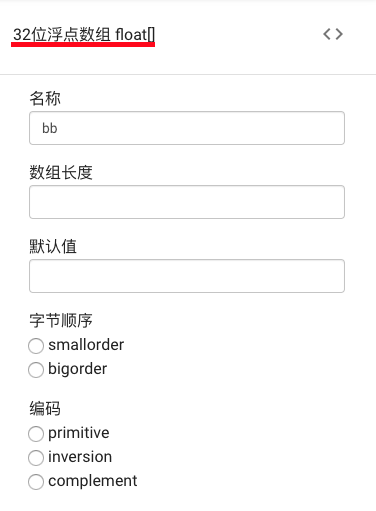 32位浮点数组 float[]
名称
bb
数组长度
默认值
字节顺序
smallorder
bigorder
编码
primitive
inversion
complement